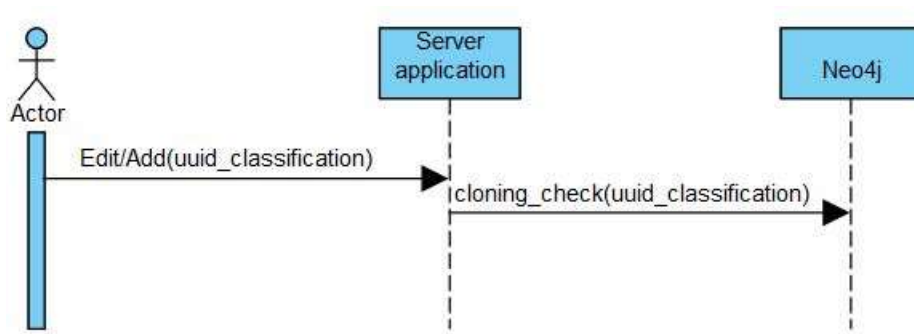 Server
application
Neo4j
Actor
Edit/Add(uuid_classification)
cloning_check(uuid_classification)